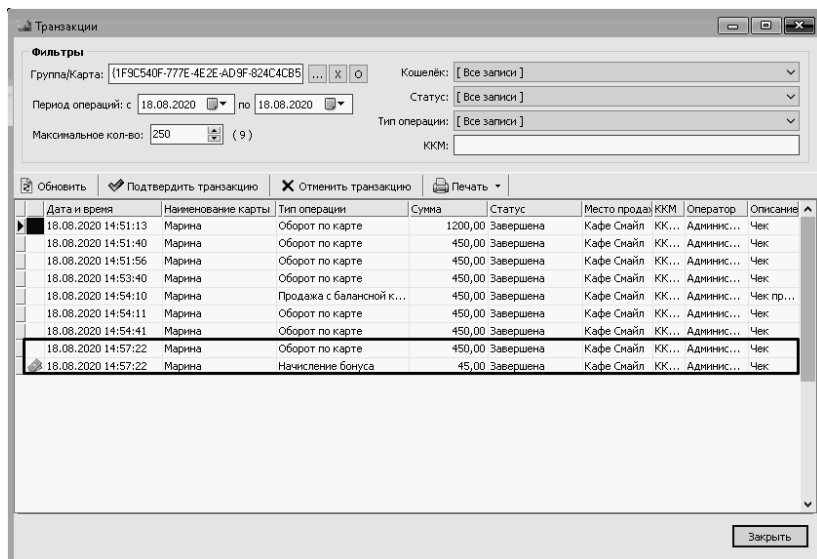 Транзакции
Фильтры
Группа/Карта: {1F9C540F-777E-4E2E-AD9F-824C4CB5 ... X O Кошелёк: [ Все записи ]
Период операций: с 18.08.2020 по 18.08.2020 Статус: [ Все записи ]
Тип операции: [ Все записи ]
Максимальное кол-во: 250 ( 9 )
ККМ:
Обновить Подтвердить транзакцию Отменить транзакцию Печать
Дата и время Наименование карты Тип операции Сумма Статус Место прода ККМ Оператор Описание
18.08.2020 14:51:13 Марина Оборот по карте 1200,00 Завершена Кафе Смайл КК... Админис... Чек
18.08.2020 14:51:40 Марина Оборот по карте 450,00 Завершена Кафе Смайл КК... Админис... Чек
18.08.2020 14:51:56 Марина Оборот по карте 450,00 Завершена Кафе Смайл КК... Админис... Чек
18.08.2020 14:53:40 Марина Оборот по карте 450,00 Завершена Кафе Смайл КК... Админис... Чек
18.08.2020 14:54:10 Марина Продажа с балансной к... 450,00 Завершена Кафе Смайл КК... Админис... Чек пр...
18.08.2020 14:54:11 Марина Оборот по карте 450,00 Завершена Кафе Смайл КК... Админис... Чек
18.08.2020 14:54:41 Марина Оборот по карте 450,00 Завершена Кафе Смайл КК... Админис... Чек
18.08.2020 14:57:22 Марина Оборот по карте 450,00 Завершена Кафе Смайл КК... Админис... Чек
18.08.2020 14:57:22 Марина Начисление бонуса 45,00 Завершена Кафе Смайл КК... Админис... Чек
Закрыть